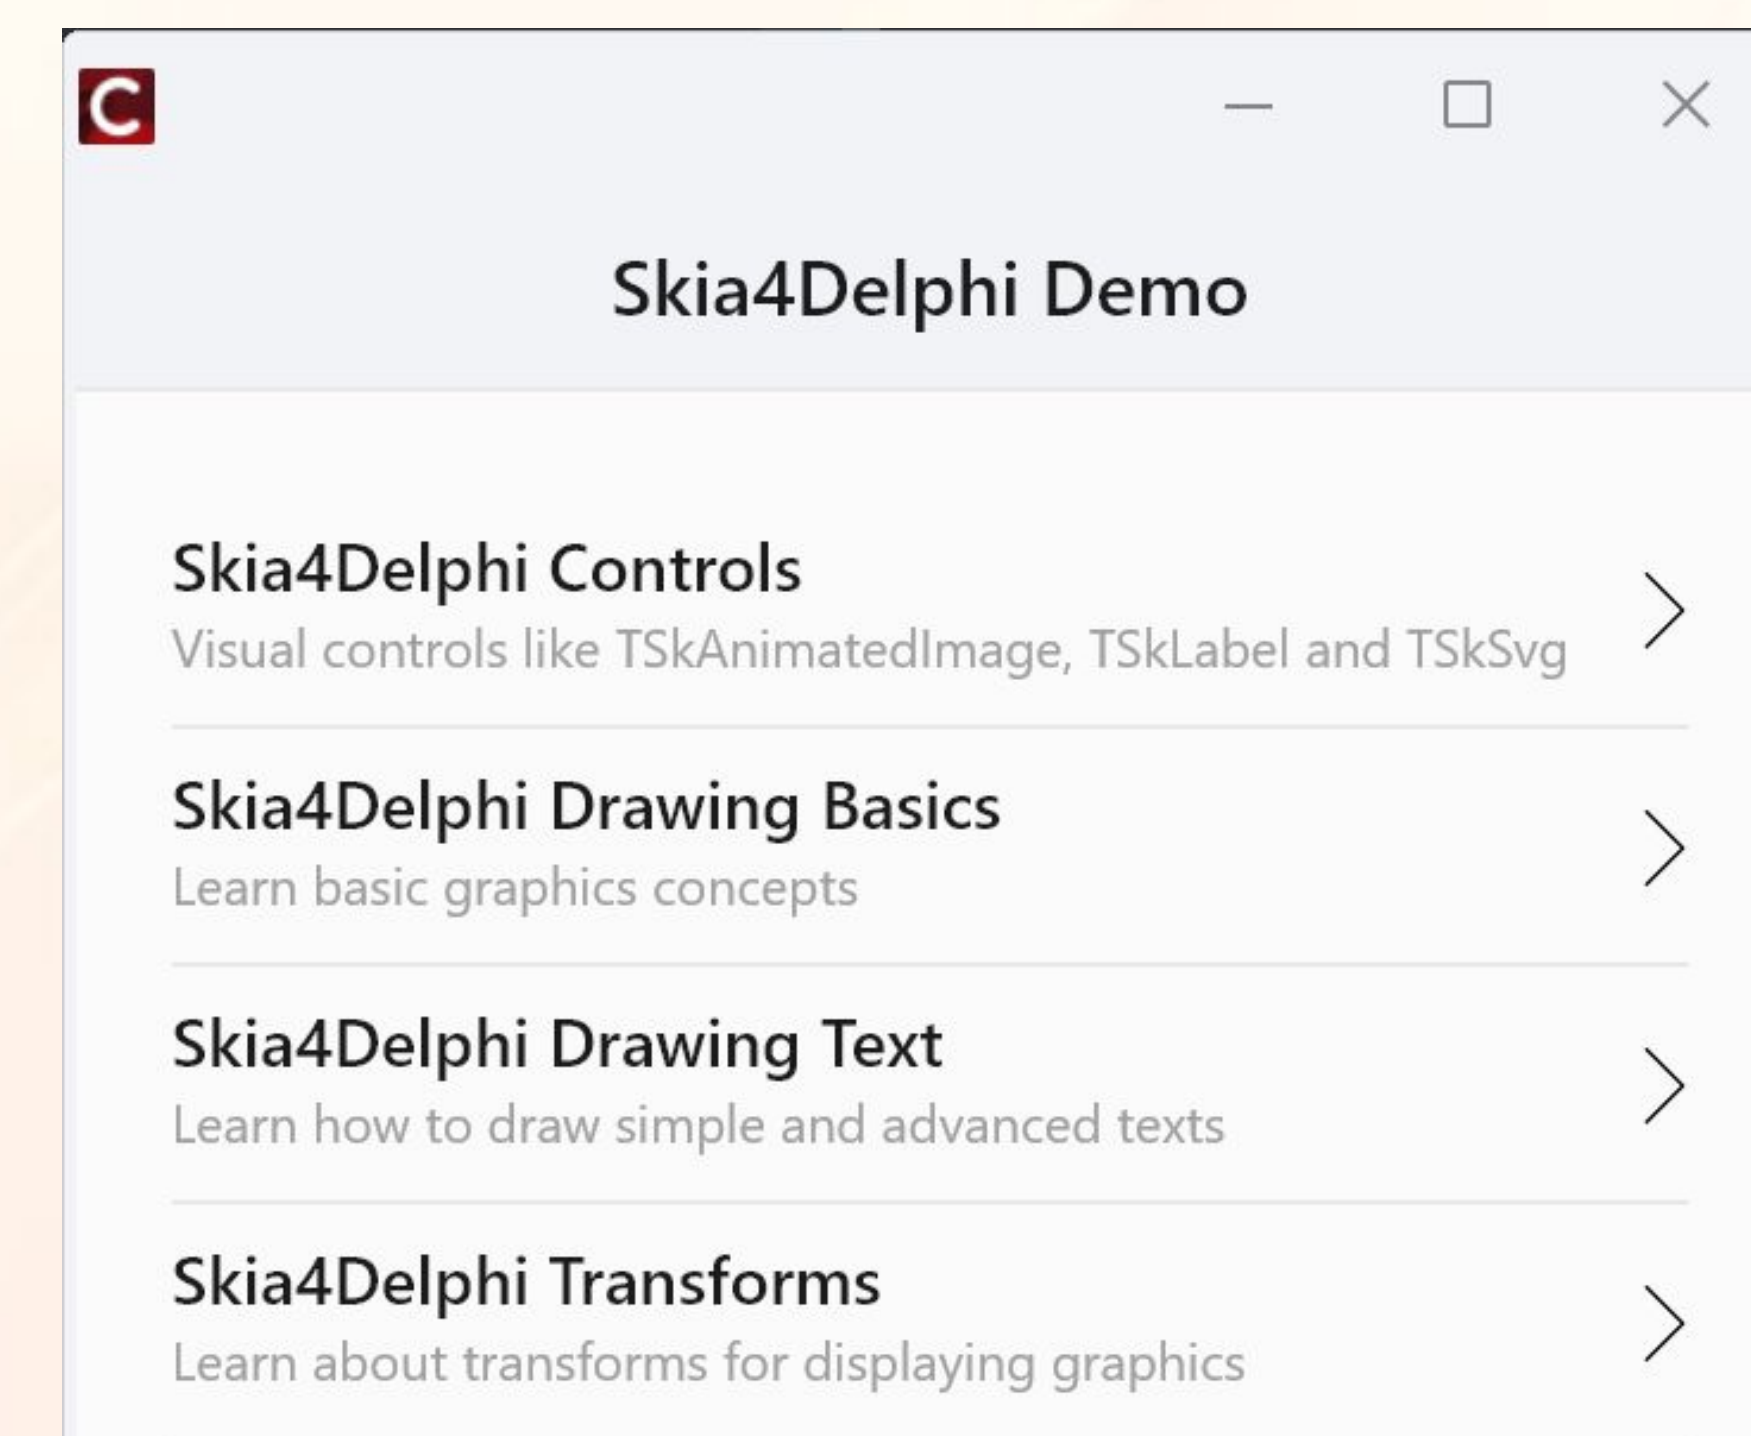 C
Skia4Delphi Demo
Skia4Delphi Controls
Visual controls like TSkAnimatedImage, TSkLabel and TSkSvg
Skia4Delphi Drawing Basics
Learn basic graphics concepts
Skia4Delphi Drawing Text
Learn how to draw simple and advanced texts
Skia4Delphi Transforms
Learn about transforms for displaying graphics